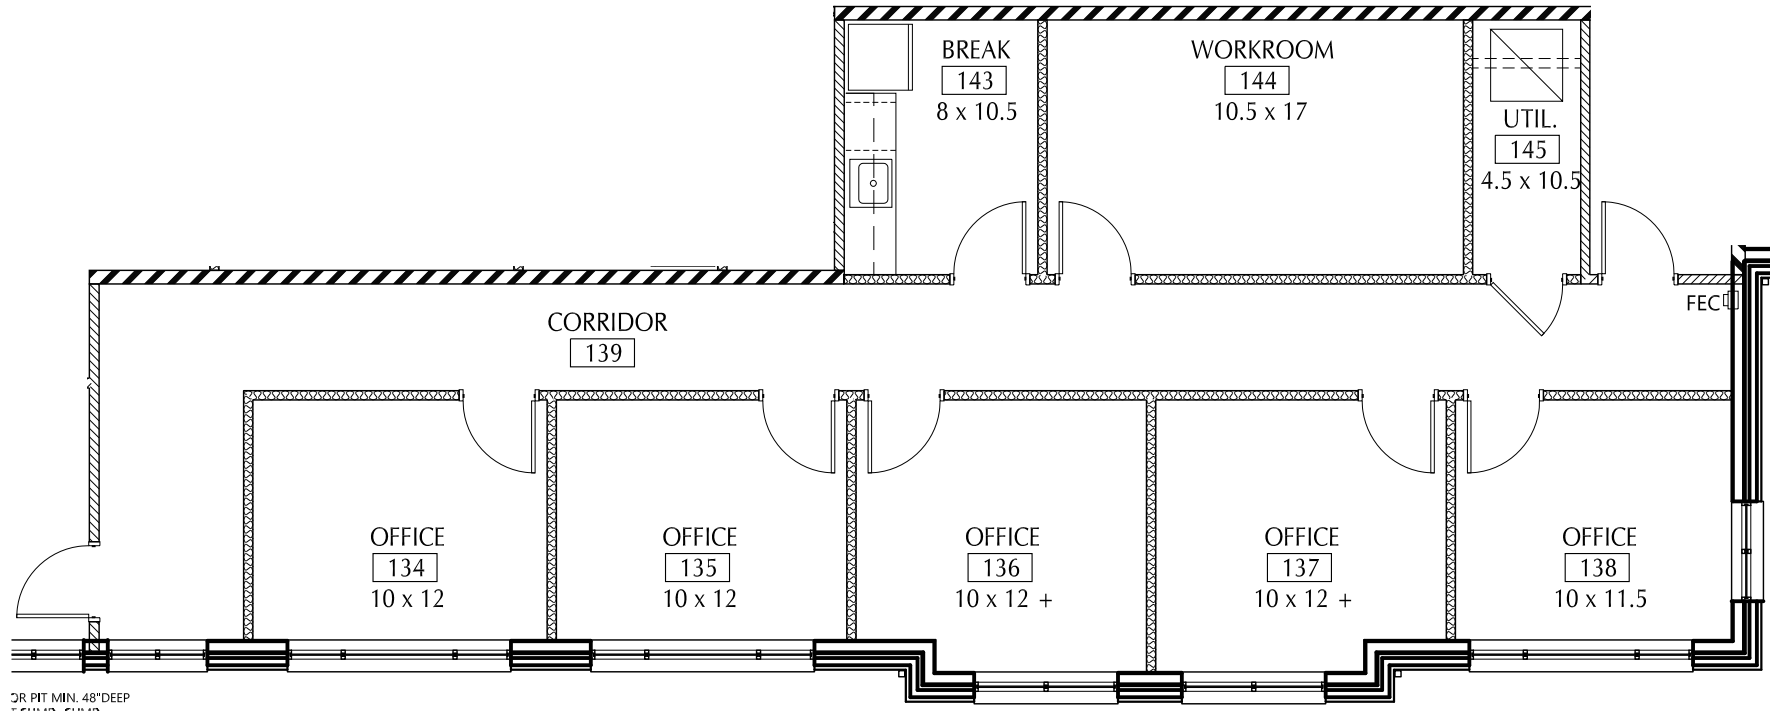 BREAK
143
8 x 10.5
WORKROOM
144
10.5 x 17
UTIL.
145
4.5 x 10.5
FEC
CORRIDOR
139
OFFICE
134
10 x 12
OFFICE
135
10 x 12
OFFICE
136
10 x 12 +
OFFICE
137
10 x 12 +
OFFICE
138
10 x 11.5
OR PIT MIN. 48"DEEP